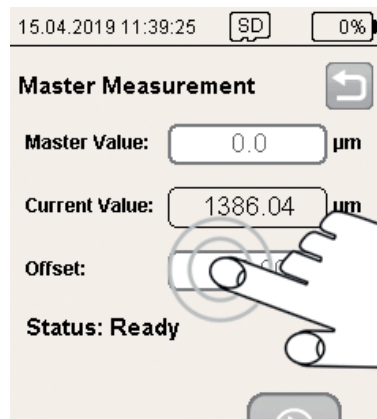 15.04.2019 11:39:25 SD 0%
Master Measurement
Master Value: 0.0 µm
Current Value: 1386.04 µm
Offset:
Status: Ready